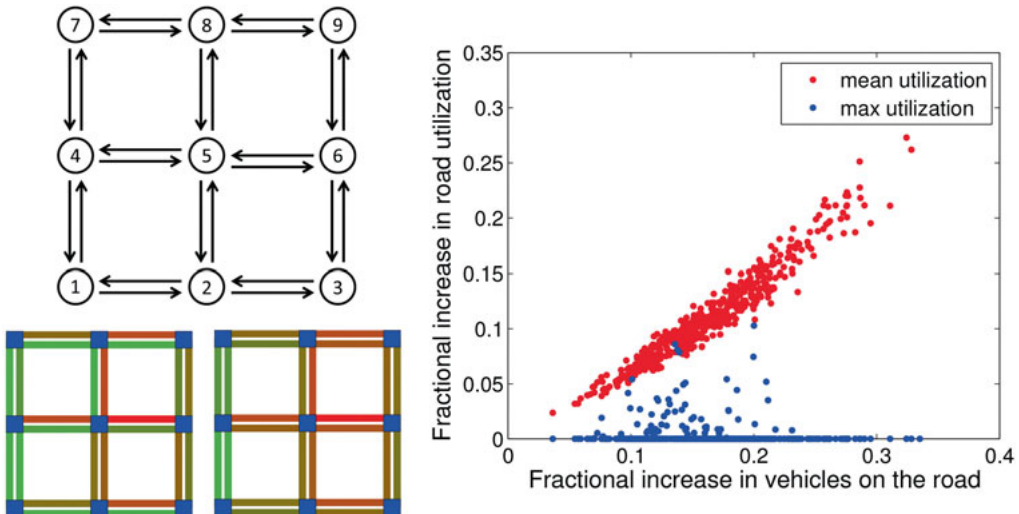 7 8 9
4 5 6
1 2 3
Fractional increase in road utilization
0.35
0.3
0.25
0.2
0.15
0.1
0.05
0
mean utilization
max utilization
0 0.1 0.2 0.3 0.4
Fractional increase in vehicles on the road